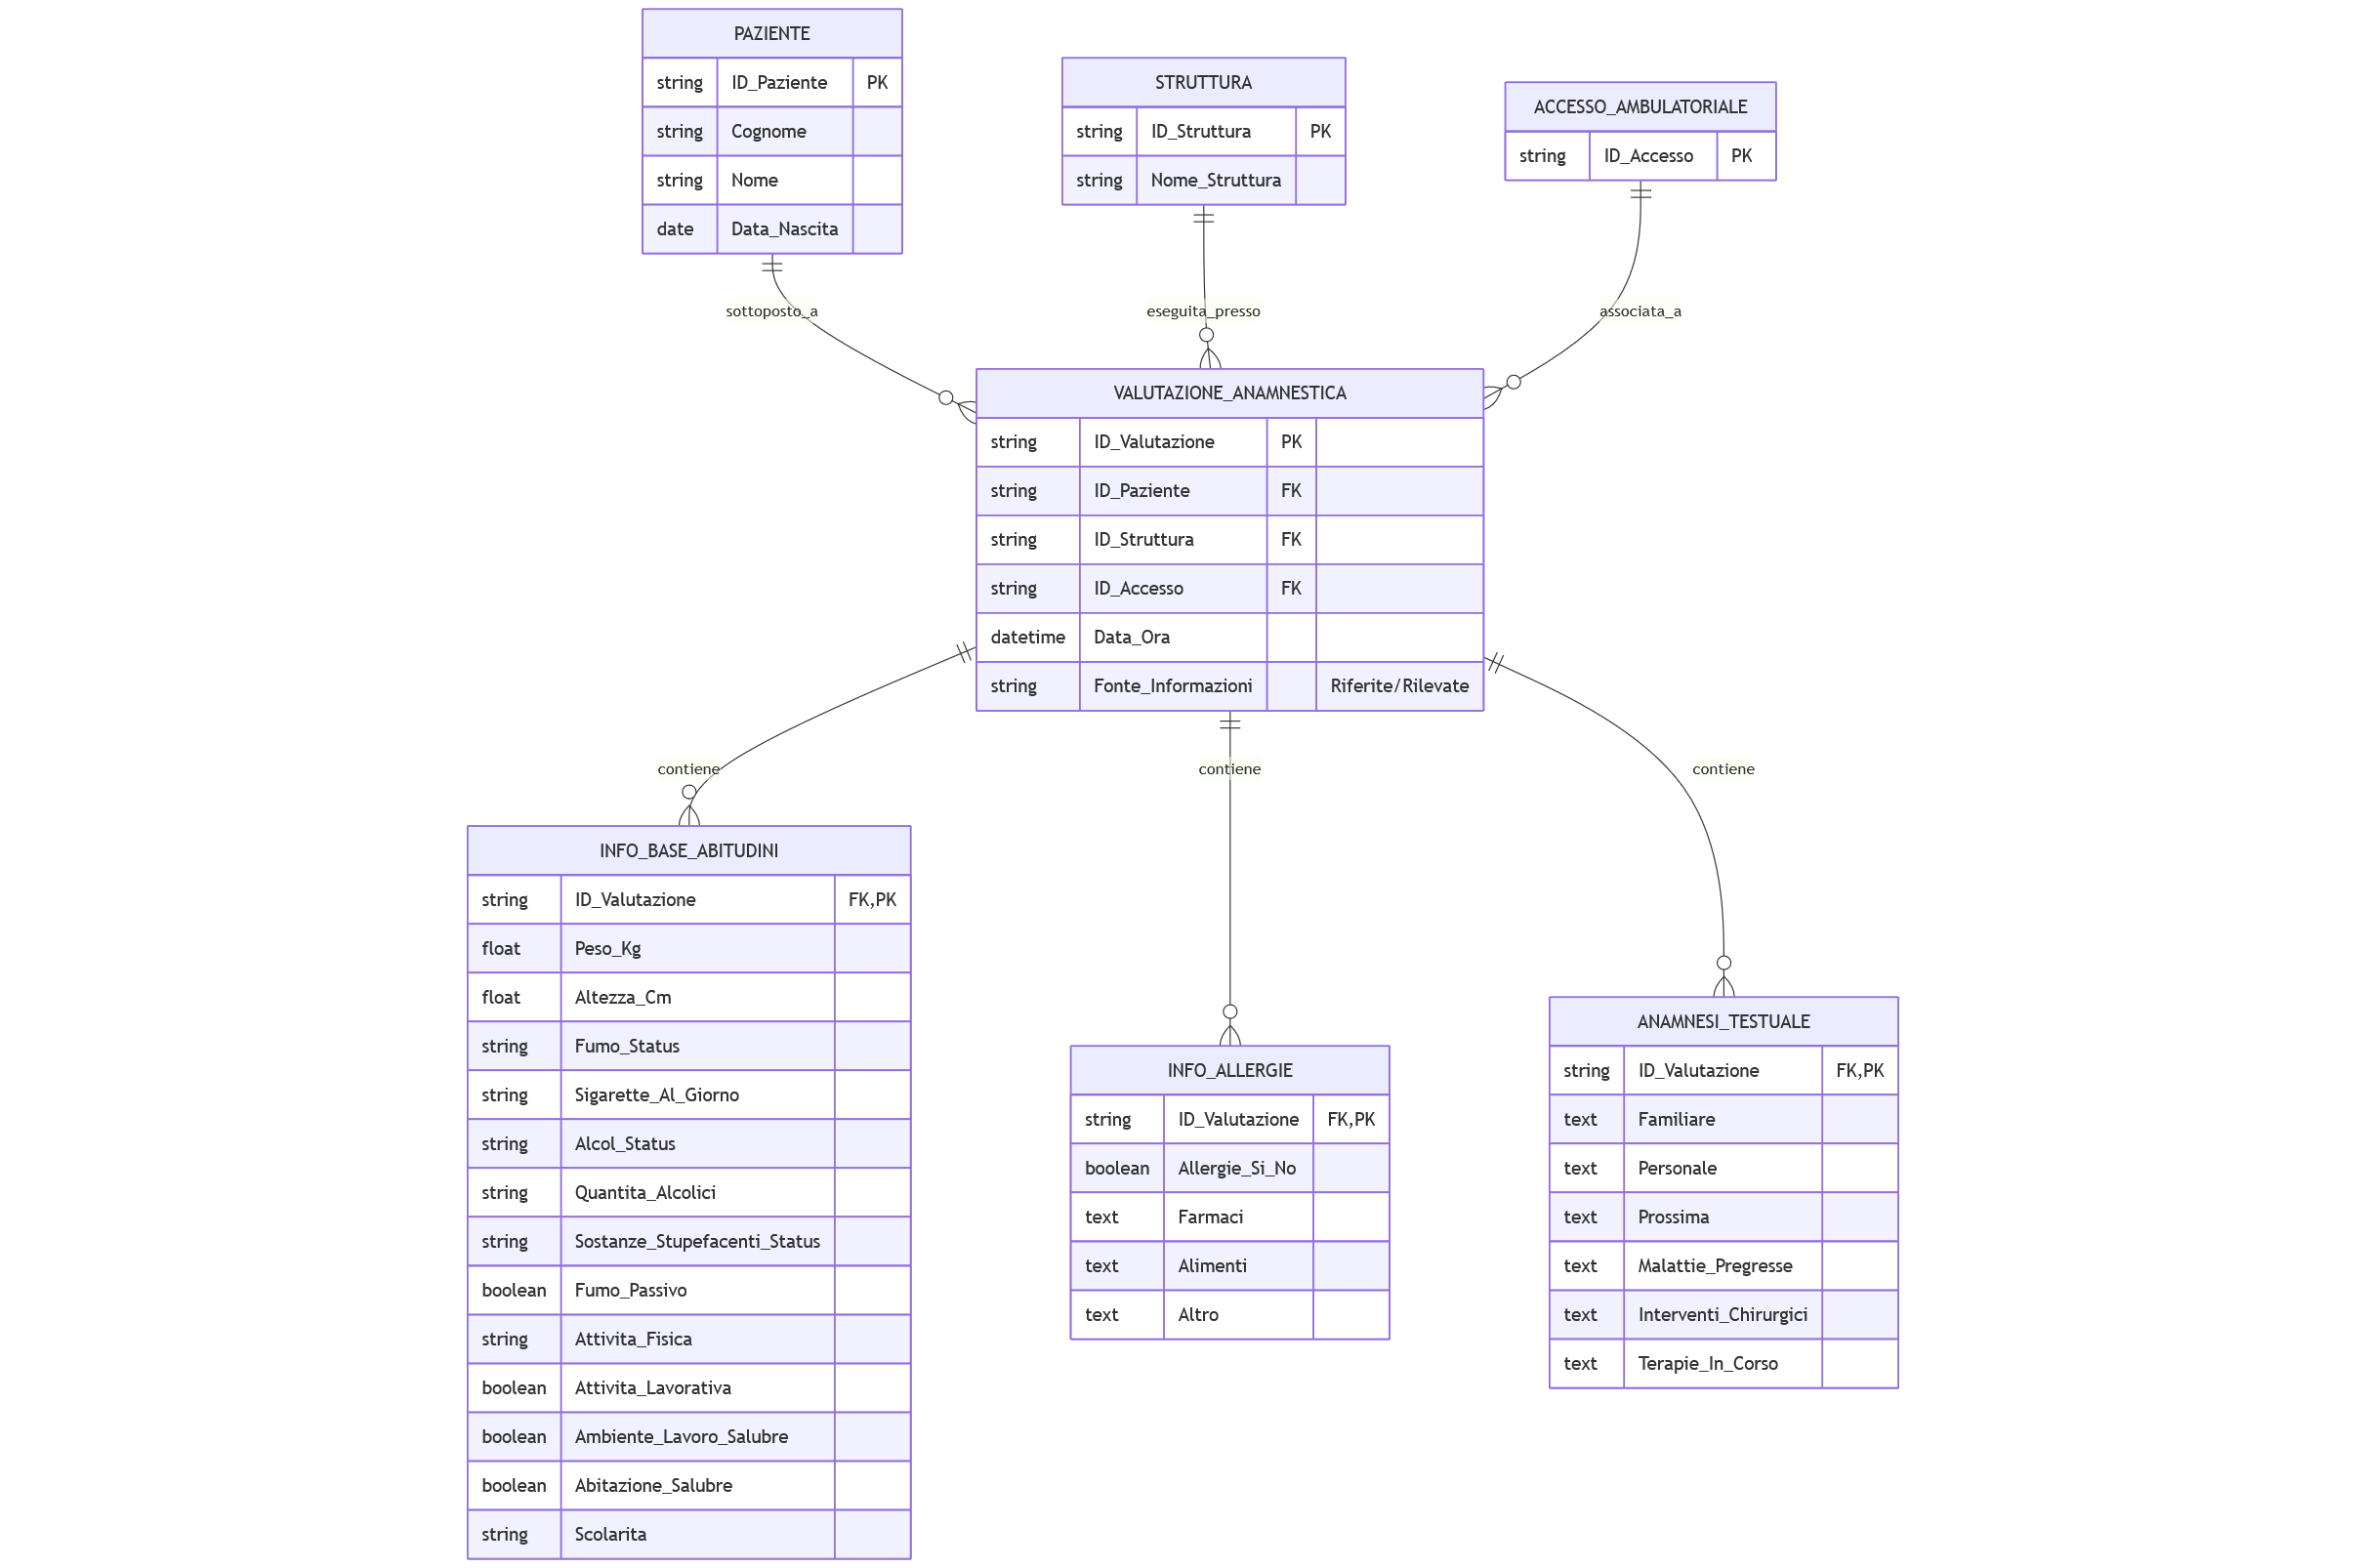 PAZIENTE
string ID_Paziente PK
string Cognome
string Nome
date Data_Nascita
STRUTTURA
string ID_Struttura PK
string Nome_Struttura
ACCESSO_AMBULATORIALE
string ID_Accesso PK
sottoposto_a
eseguita_presso
associata_a
VALUTAZIONE_ANAMNESTICA
string ID_Valutazione PK
string ID_Paziente FK
string ID_Struttura FK
string ID_Accesso FK
datetime Data_Ora
string Fonte_Informazioni Riferite/Rilevate
contiene
contiene
contiene
INFO_BASE_ABITUDINI
string ID_Valutazione FK,PK
float Peso_Kg
float Altezza_Cm
string Fumo_Status
string Sigarette_Al_Giorno
string Alcol_Status
string Quantita_Alcolici
string Sostanze_Stupefacenti_Status
boolean Fumo_Passivo
string Attivita_Fisica
boolean Attivita_Lavorativa
boolean Ambiente_Lavoro_Salubre
boolean Abitazione_Salubre
string Scolarita
INFO_ALLERGIE
string ID_Valutazione FK,PK
boolean Allergie_Si_No
text Farmaci
text Alimenti
text Altro
ANAMNESI_TESTUALE
string ID_Valutazione FK,PK
text Familiare
text Personale
text Prossima
text Malattie_Pregresse
text Interventi_Chirurgici
text Terapie_In_Corso